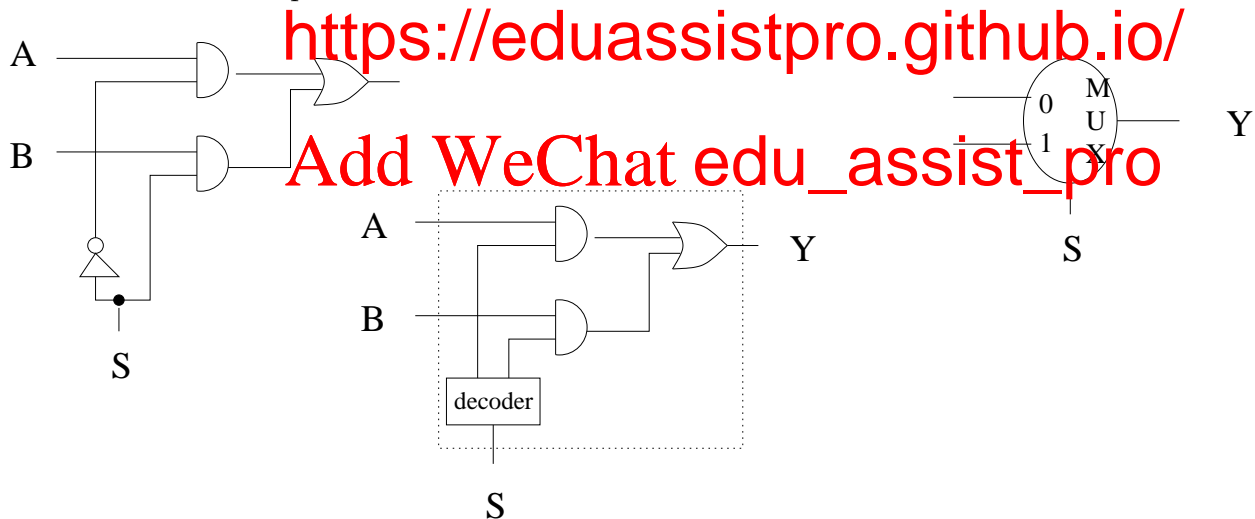 https://eduassistpro.github.io/
A
B
S
Add WeChat edu_assist_pro
A
B
decoder
S
Y
0
1
M
U
X
Y
S